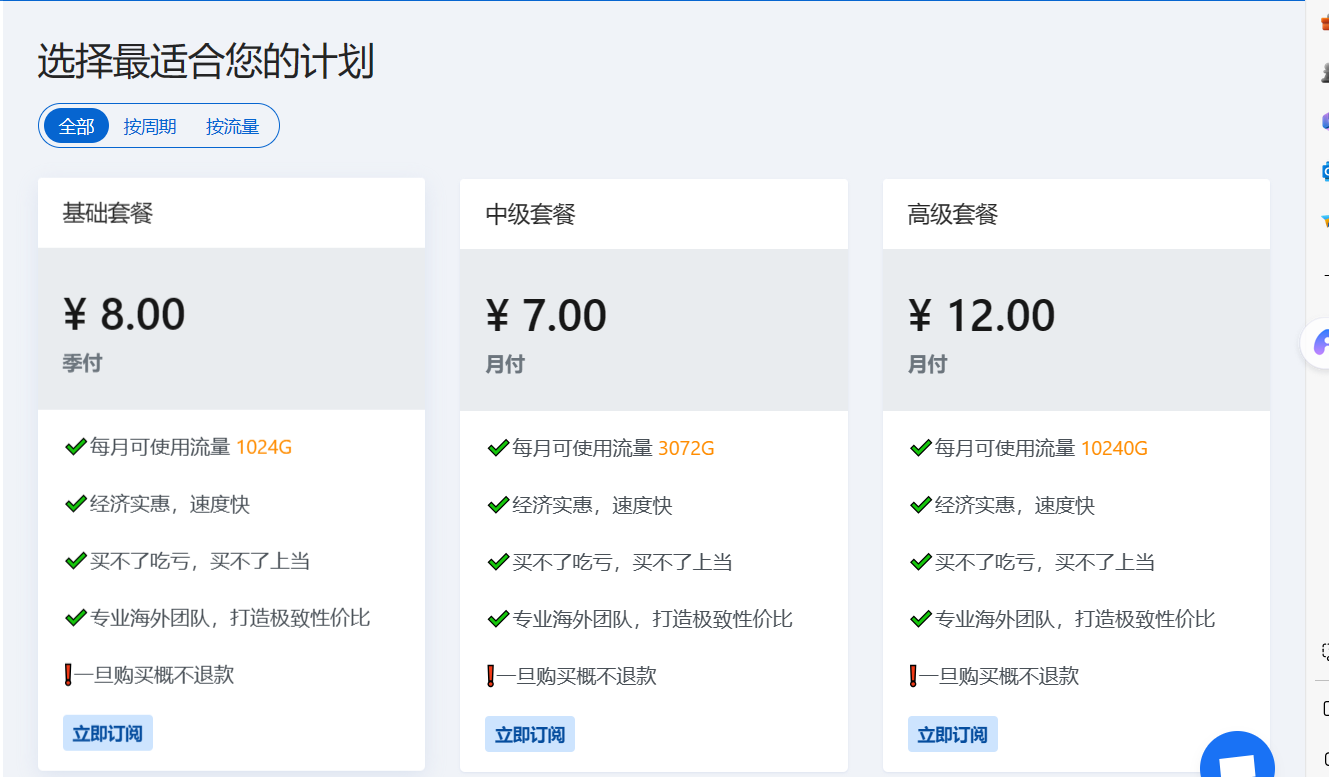 选择最适合您的计划
全部 按周期 按流量
基础套餐
¥ 8.00
季付
每月可使用流量 1024G
经济实惠，速度快
买不了吃亏，买不了上当
专业海外团队，打造极致性价比
一旦购买概不退款
立即订阅
中级套餐
¥ 7.00
月付
每月可使用流量 3072G
经济实惠，速度快
买不了吃亏，买不了上当
专业海外团队，打造极致性价比
一旦购买概不退款
立即订阅
高级套餐
¥ 12.00
月付
每月可使用流量 10240G
经济实惠，速度快
买不了吃亏，买不了上当
专业海外团队，打造极致性价比
一旦购买概不退款
立即订阅